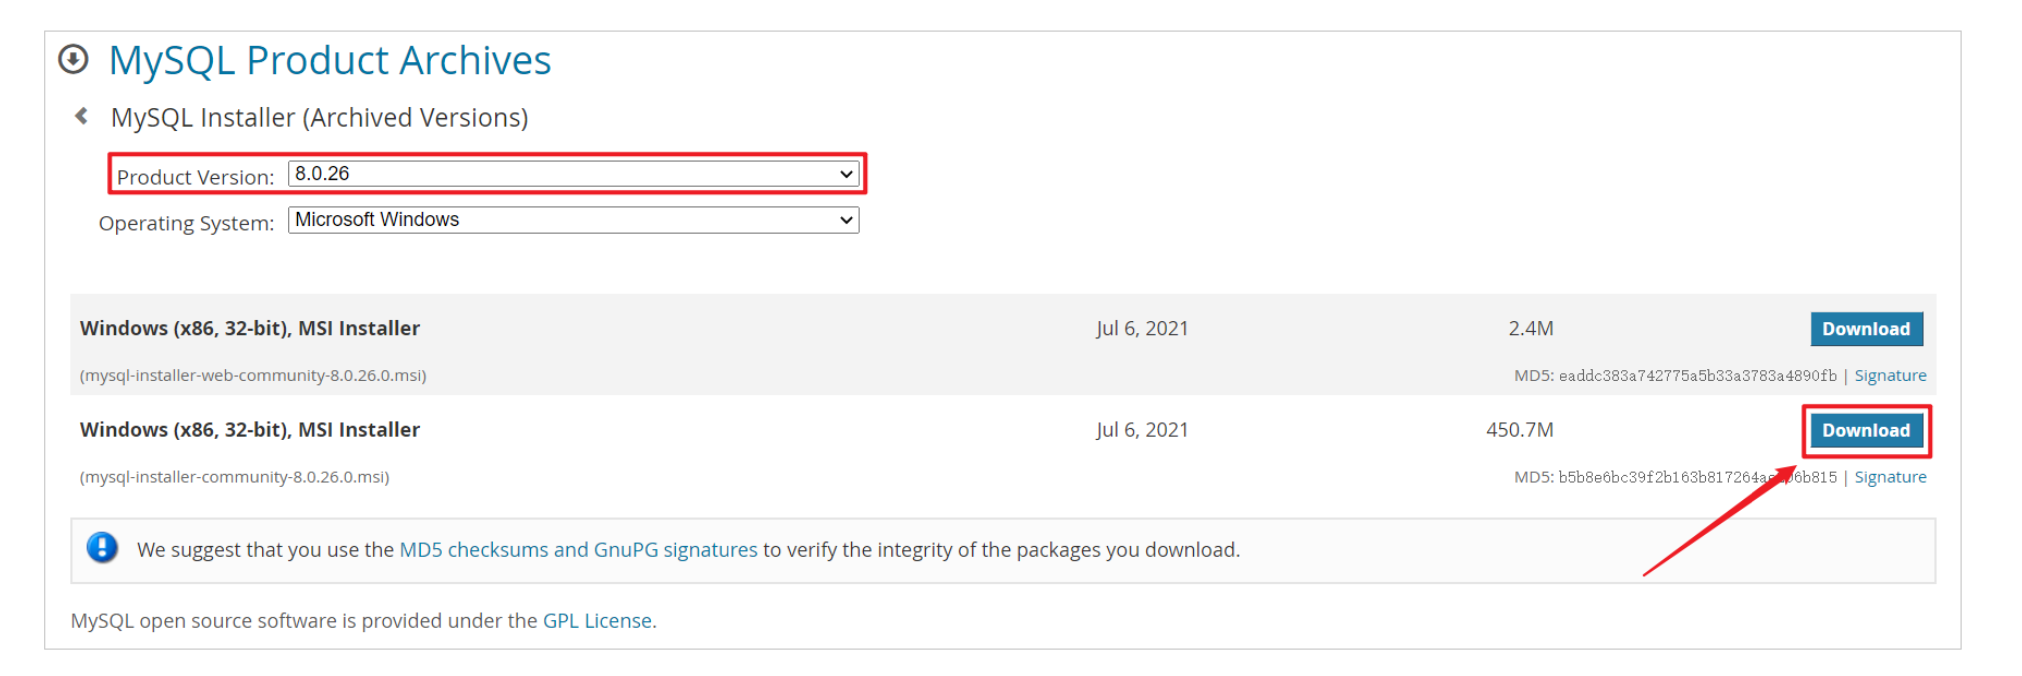 MySQL Product Archives
MySQL Installer (Archived Versions)
Product Version: 8.0.26
Operating System: Microsoft Windows
Windows (x86, 32-bit), MSI Installer Jul 6, 2021 2.4M Download
(mysql-installer-web-community-8.0.26.0.msi) MD5: eaddc383a742775a5b33a3783a4890fb | Signature
Windows (x86, 32-bit), MSI Installer Jul 6, 2021 450.7M Download
(mysql-installer-community-8.0.26.0.msi) MD5: | Signature
We suggest that you use the MD5 checksums and GnuPG signatures to verify the integrity of the packages you download.
MySQL open source software is provided under the GPL License.